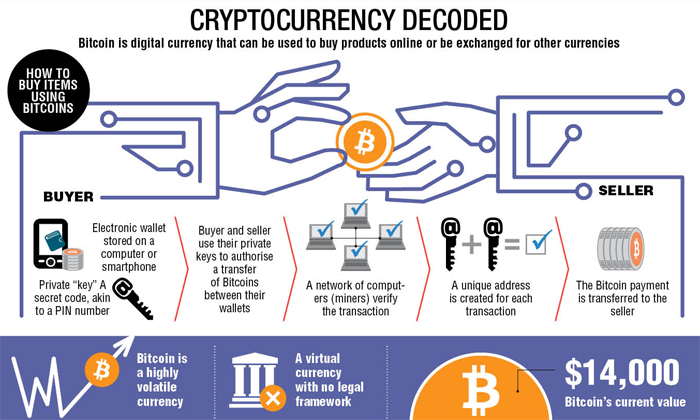 CRYPTOCURRENCY DECODED
Bitcoin is digital currency that can be used to buy products online or be exchanged for other currencies
HOW TO
BUY ITEMS
USING
BITCOINS
BUYER
SELLER
Electronic wallet
stored on a
computer or
smartphone
Private “key” A
secret code, akin
to a PIN number
Buyer and seller
use their private
keys to authorise
a transfer
of Bitcoins
between their
wallets
A network of comput-
ers (miners) verify
the transaction
A unique address
is created for each
transaction
The Bitcoin payment
is transferred to the
seller
Bitcoin is
a highly
volatile
currency
A virtual
currency
with no legal
framework
$14,000
Bitcoin's current value